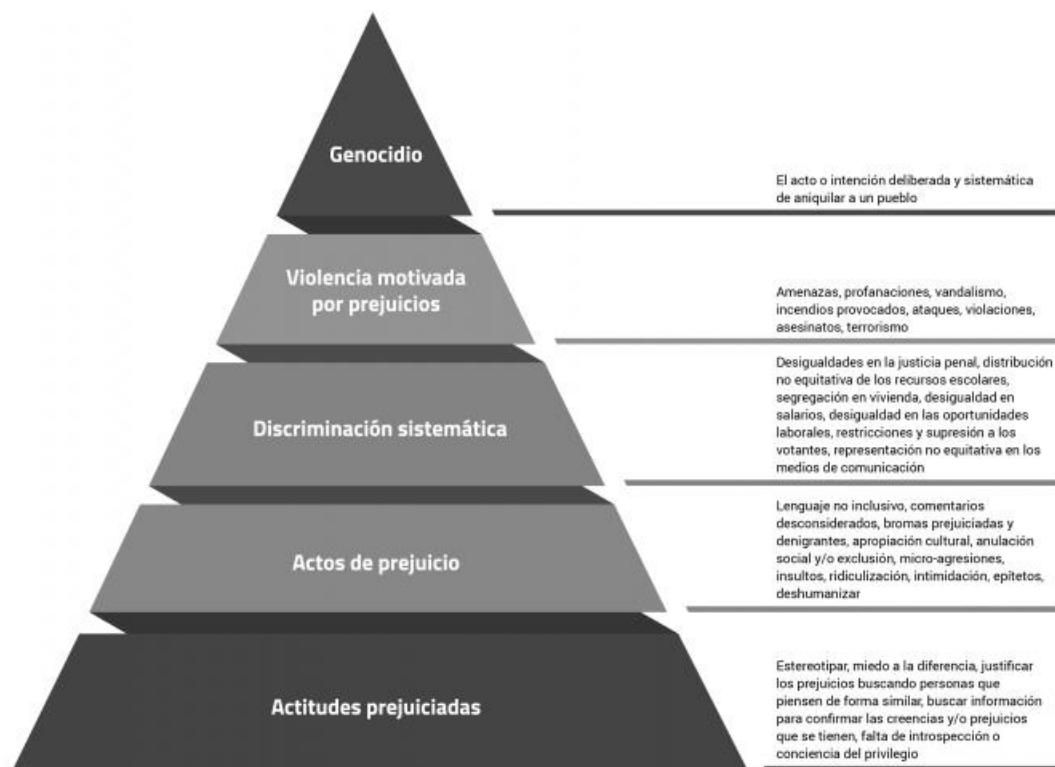 Genocidio
El acto o intención deliberada y sistemática
de aniquilar a un pueblo
Violencia motivada
por prejuicios
Amenazas, profanaciones, vandalismo,
incendios provocados, ataques, violaciones,
asesinatos, terrorismo
Discriminación sistemática
Desigualdades en la justicia penal, distribución
no equitativa de los recursos escolares,
segregación en vivienda, desigualdad en
salarios, desigualdad en las oportunidades
laborales, restricciones y supresión a los
votantes, representación no equitativa en los
medios de comunicación
Actos de prejuicio
Lenguaje no inclusivo, comentarios
desconsiderados, bromas prejuiciadas y
denigrantes, apropiación cultural, anulación
social y/o exclusión, micro-agresiones,
insultos, ridiculización, intimidación, epítetos,
deshumanizar
Actitudes prejuiciadas
Estereotipar, miedo a la diferencia, justificar
los prejuicios buscando personas que
piensen de forma similar, buscar información
para confirmar las creencias y/o prejuicios
que se tienen, falta de introspección o
conciencia del privilegio